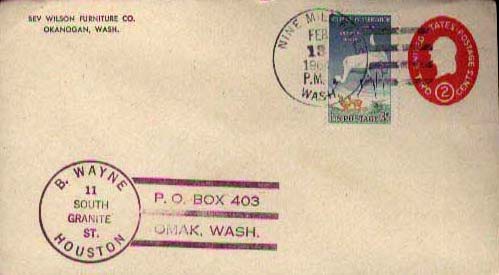 SEV WILSON FURNITURE CO.
OKANOGAN, WASH.
NINE MILE
FEB
13
P.M.
WASH
U.S. POSTAGE 3¢
UNITED STATES POSTAGE
2
TWO CENTS
B. WAYNE
11
SOUTH
GRANITE
ST.
HOUSTON
P. O. BOX 403
OMAK, WASH.